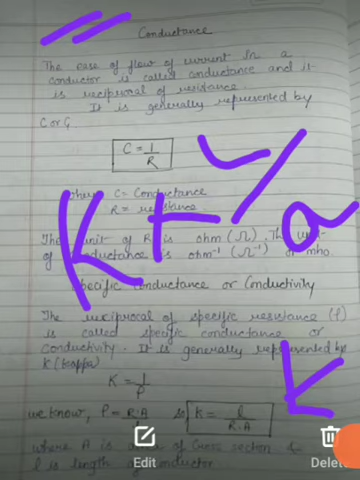 Conductance
The ease of flow of current in a
conductor is called conductance and it
is reciprocal of resistance.
It is generally represented by
C or G
C = 1/R
where C = Conductance
R = resistance
The unit of R is ohm (Ω). The unit
of conductance is ohm⁻¹ (Ω⁻¹) or mho
Specific conductance or Conductivity
The reciprocal of specific resistance (ρ)
is called specific conductance or
conductivity. It is generally represented by
K (kappa)
K = 1/ρ
we know, ρ = R·A/l so K = l/R·A
where A is area of cross section &
l is length of conductor
Edit
Delete